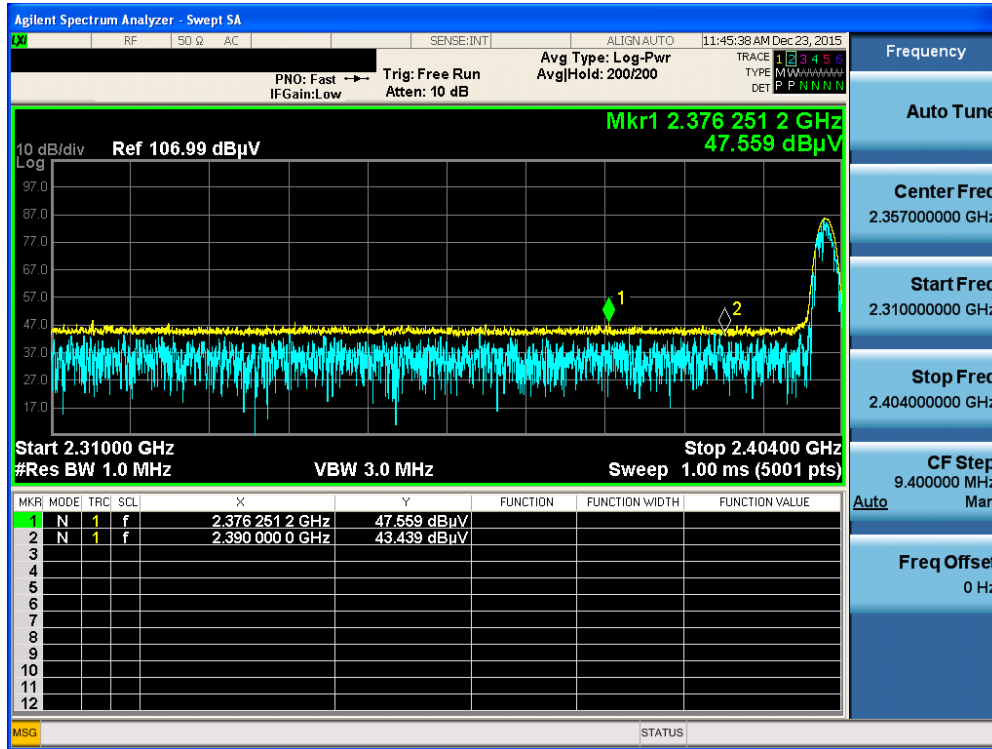 Agilent Spectrum Analyzer - Swept SA
LXI RF 50 Ω AC SENSE:INT ALIGN AUTO 11:45:38 AM Dec 23, 2015
PNO: Fast
IFGain:Low
Trig: Free Run
Atten: 10 dB
Avg Type: Log-Pwr
Avg|Hold: 200/200
TRACE 1 2 3 4 5 6
TYPE M W W W W W
DET P P N N N N
Mkr1 2.376 251 2 GHz
47.559 dBµV
10 dB/div Ref 106.99 dBµV
Log
97.0
87.0
77.0
67.0
57.0
47.0
37.0
27.0
17.0
1
2
Start 2.31000 GHz Stop 2.40400 GHz
#Res BW 1.0 MHz VBW 3.0 MHz Sweep 1.00 ms (5001 pts)
MKR MODE TRC SCL X Y FUNCTION FUNCTION WIDTH FUNCTION VALUE
1 N 1 f 2.376 251 2 GHz 47.559 dBµV
2 N 1 f 2.390 000 0 GHz 43.439 dBµV
3
4
5
6
7
8
9
10
11
12
MSG STATUS
Frequency
Auto Tune
Center Freq
2.357000000 GHz
Start Freq
2.310000000 GHz
Stop Freq
2.404000000 GHz
CF Step
9.400000 MHz
Auto Man
Freq Offset
0 Hz